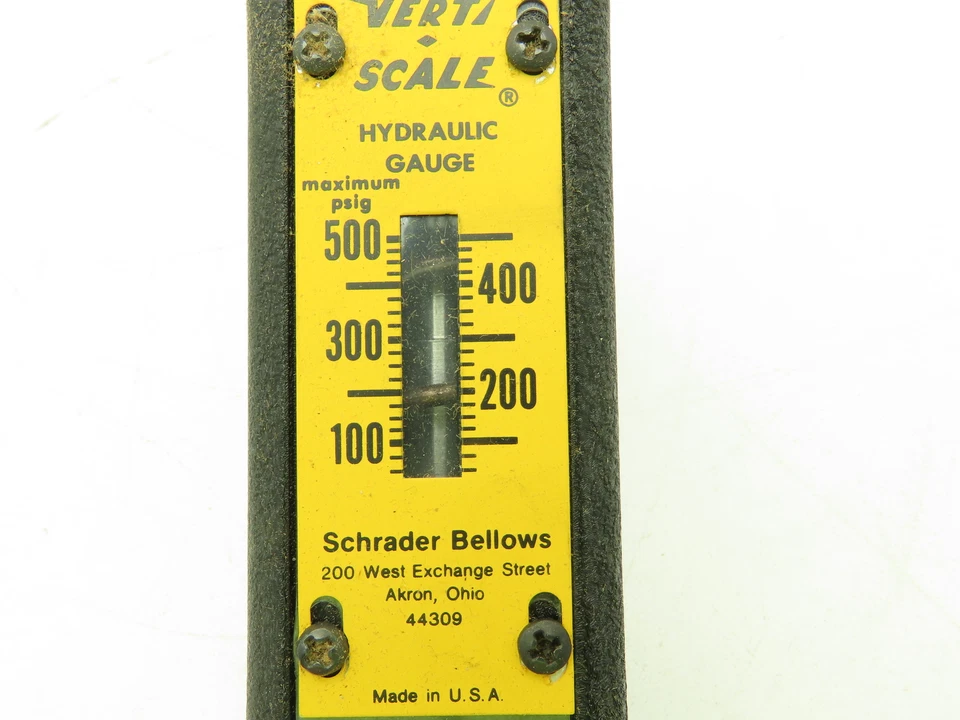 VERTI
SCALE®
HYDRAULIC
GAUGE
maximum
psig
500
400
300
200
100
Schrader Bellows
200 West Exchange Street
Akron, Ohio
44309
Made in U.S.A.